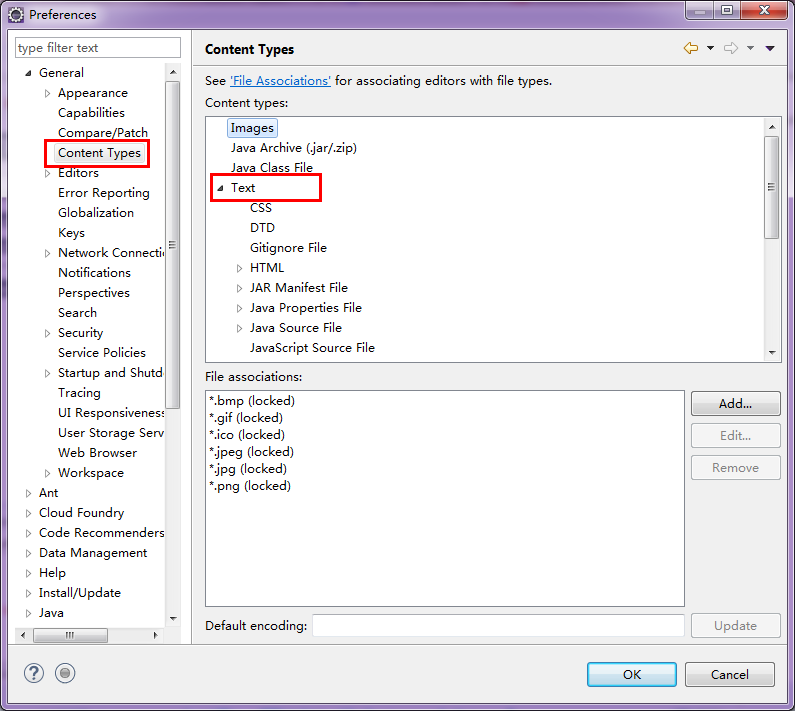 Preferences
type filter text
General
Appearance
Capabilities
Compare/Patch
Content Types
Editors
Error Reporting
Globalization
Keys
Network Connectio
Notifications
Perspectives
Search
Security
Service Policies
Startup and Shutd
Tracing
UI Responsiveness
User Storage Serv
Web Browser
Workspace
Ant
Cloud Foundry
Code Recommenders
Data Management
Help
Install/Update
Java
Content Types
See 'File Associations' for associating editors with file types.
Content types:
Images
Java Archive (.jar/.zip)
Java Class File
Text
CSS
DTD
Gitignore File
HTML
JAR Manifest File
Java Properties File
Java Source File
JavaScript Source File
File associations:
*.bmp (locked)
*.gif (locked)
*.ico (locked)
*.jpeg (locked)
*.jpg (locked)
*.png (locked)
Add...
Edit...
Remove
Default encoding:
Update
OK
Cancel